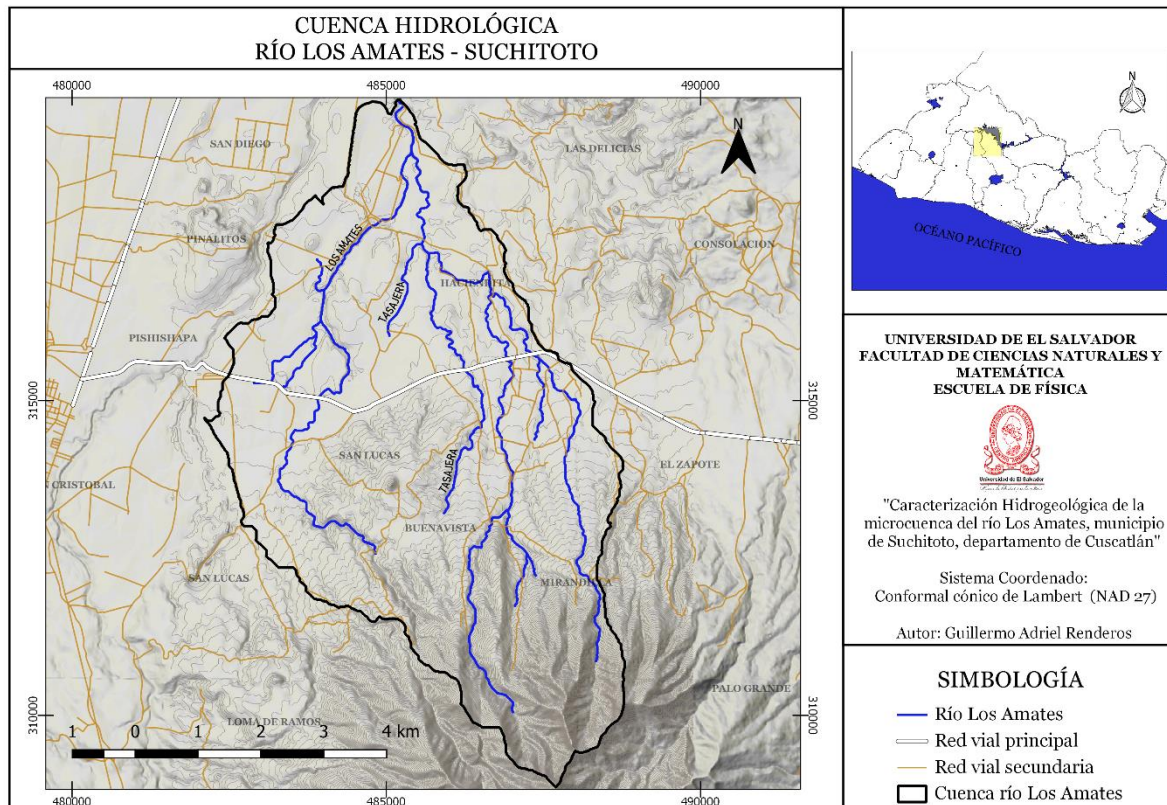 CUENCA HIDROLÓGICA
RÍO LOS AMATES - SUCHITOTO
480000
485000
490000
N
SAN DIEGO
LAS DELICIAS
PINALITOS
LOS AMATES
CONSOLACION
TASAJERA
HACIENDITA
PISHISHAPA
315000
315000
SAN LUCAS
TASAJERA
EL ZAPOTE
N CRISTOBAL
BUENAVISTA
SAN LUCAS
MIRANDILLA
PALO GRANDE
310000
310000
LOMA DE RAMOS
1 0 1 2 3 4 km
480000
485000
490000
N
OCÉANO PACÍFICO
UNIVERSIDAD DE EL SALVADOR
FACULTAD DE CIENCIAS NATURALES Y
MATEMÁTICA
ESCUELA DE FÍSICA
Universidad de El Salvador
"Caracterización Hidrogeológica de la
microcuenca del río Los Amates, municipio
de Suchitoto, departamento de Cuscatlán"
Sistema Coordenado:
Conformal cónico de Lambert (NAD 27)
Autor: Guillermo Adriel Renderos
SIMBOLOGÍA
Río Los Amates
Red vial principal
Red vial secundaria
Cuenca río Los Amates